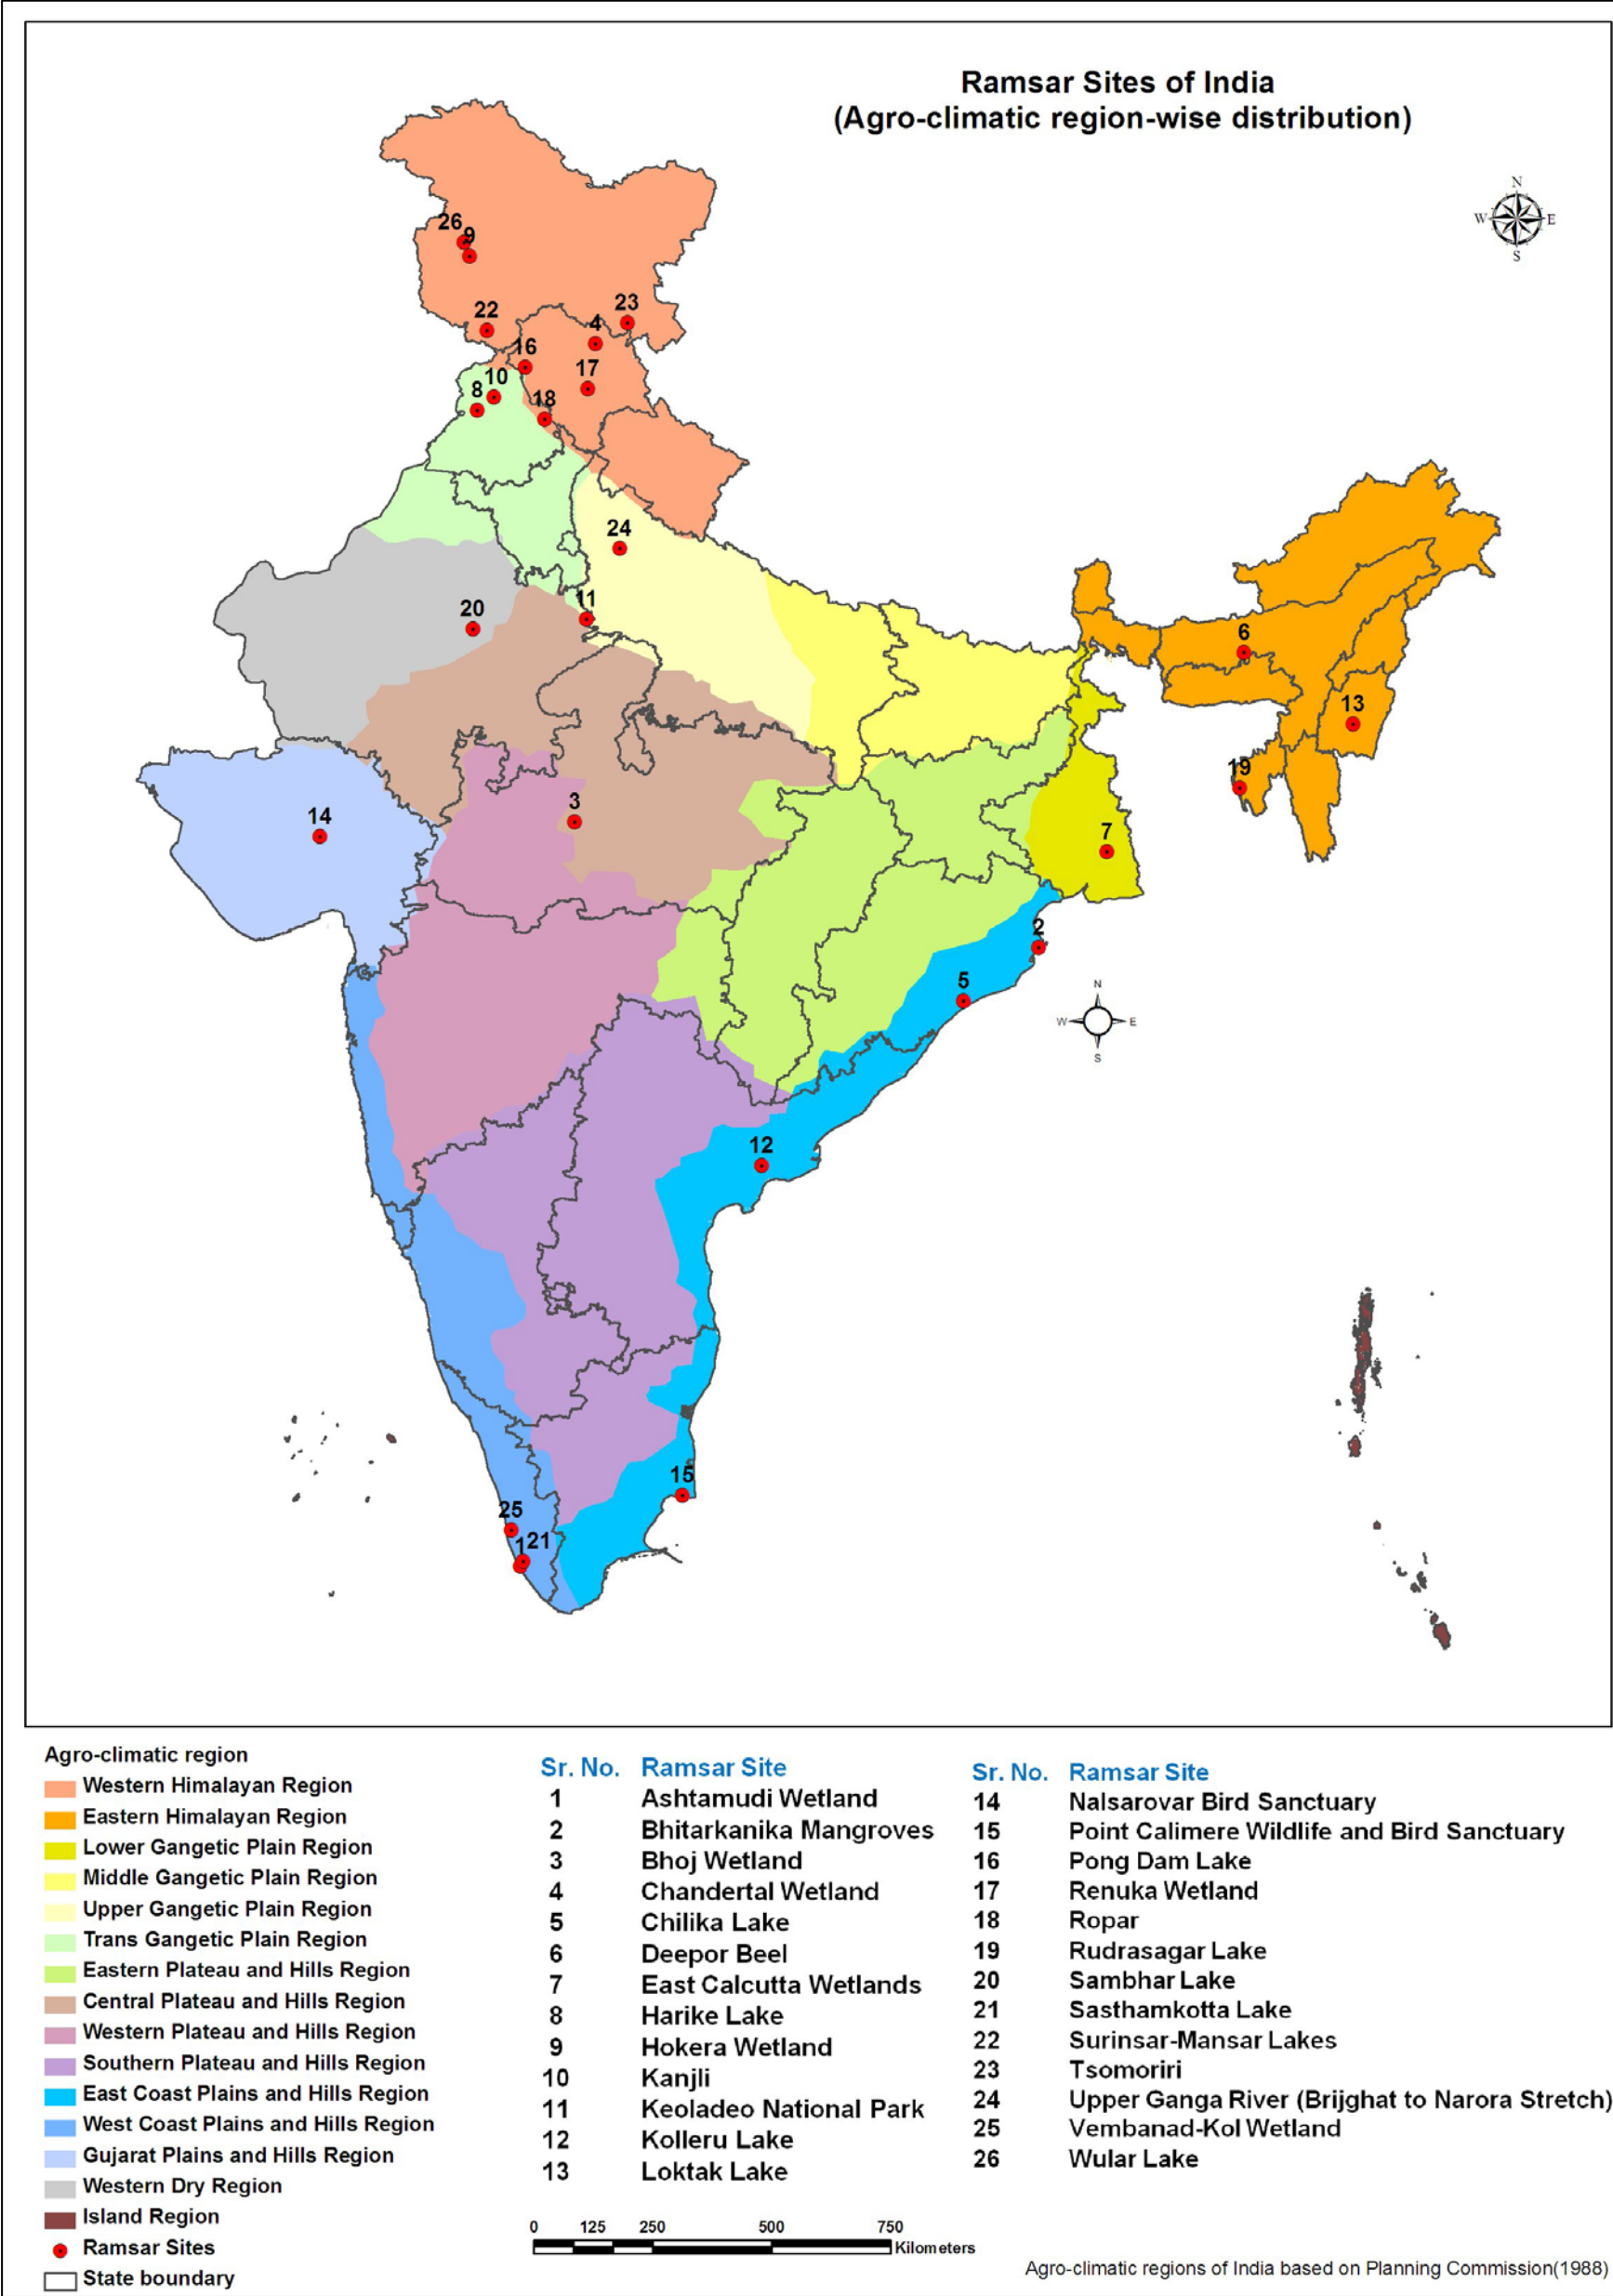 Ramsar Sites of India
(Agro-climatic region-wise distribution)
N
W E
S
26
9
22
23
4
16
17
10
8
18
24
11
20
6
13
19
3
14
7
2
5
N
W E
S
12
15
25
1 21
Agro-climatic region
Western Himalayan Region
Eastern Himalayan Region
Lower Gangetic Plain Region
Middle Gangetic Plain Region
Upper Gangetic Plain Region
Trans Gangetic Plain Region
Eastern Plateau and Hills Region
Central Plateau and Hills Region
Western Plateau and Hills Region
Southern Plateau and Hills Region
East Coast Plains and Hills Region
West Coast Plains and Hills Region
Gujarat Plains and Hills Region
Western Dry Region
Island Region
Ramsar Sites
State boundary
Sr. No. Ramsar Site
1 Ashtamudi Wetland
2 Bhitarkanika Mangroves
3 Bhoj Wetland
4 Chandertal Wetland
5 Chilika Lake
6 Deepor Beel
7 East Calcutta Wetlands
8 Harike Lake
9 Hokera Wetland
10 Kanjli
11 Keoladeo National Park
12 Kolleru Lake
13 Loktak Lake
Sr. No. Ramsar Site
14 Nalsarovar Bird Sanctuary
15 Point Calimere Wildlife and Bird Sanctuary
16 Pong Dam Lake
17 Renuka Wetland
18 Ropar
19 Rudrasagar Lake
20 Sambhar Lake
21 Sasthamkotta Lake
22 Surinsar-Mansar Lakes
23 Tsomoriri
24 Upper Ganga River (Brijghat to Narora Stretch)
25 Vembanad-Kol Wetland
26 Wular Lake
0 125 250 500 750
Kilometers
Agro-climatic regions of India based on Planning Commission(1988)